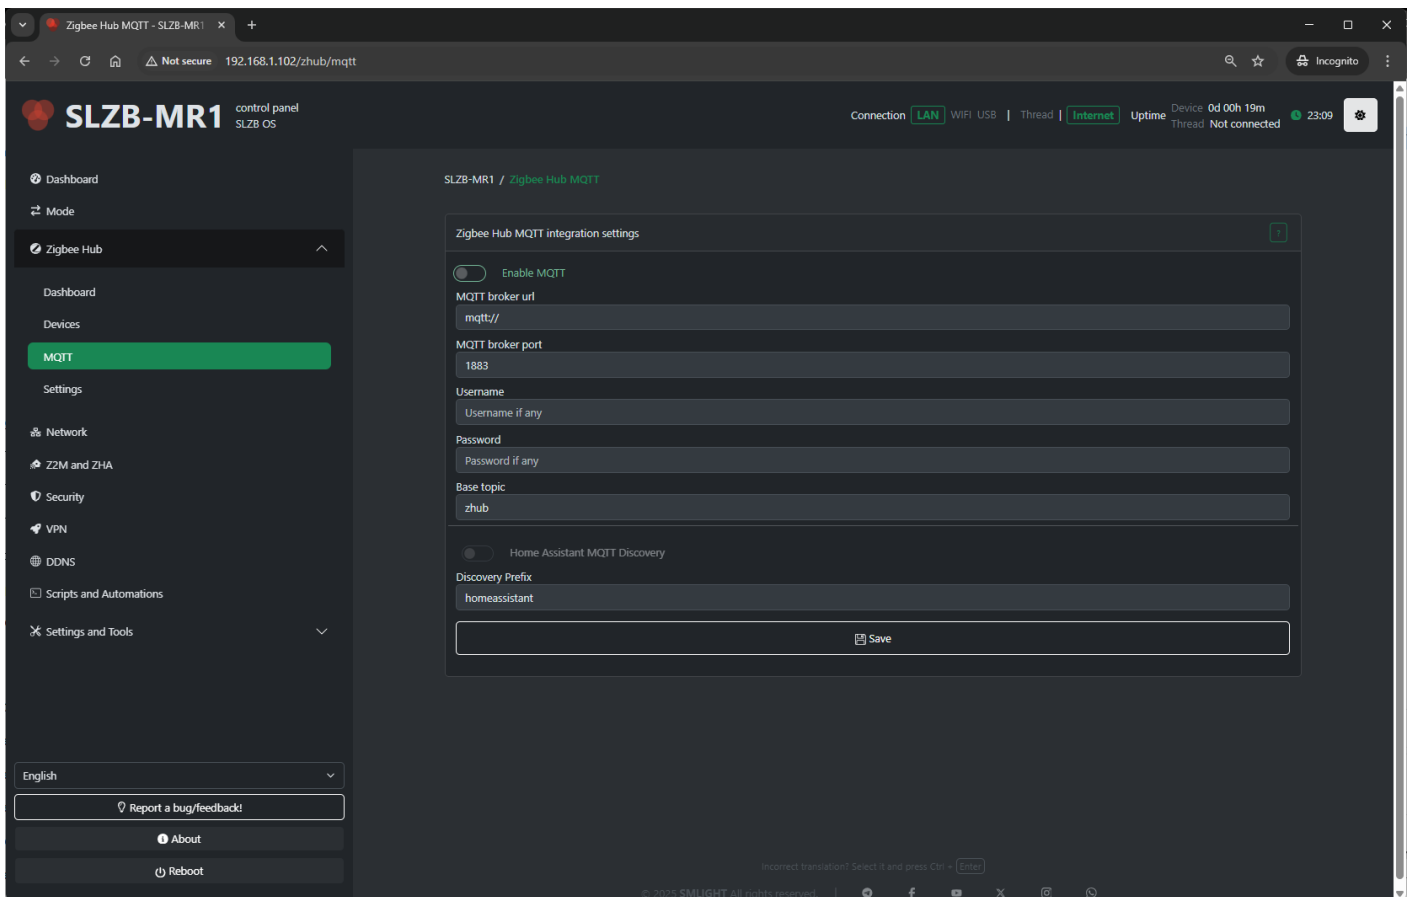 Zigbee Hub MQTT - SLZB-MR1
Not secure 192.168.1.102/zhub/mqtt
Incognito
SLZB-MR1 control panel
SLZB OS
Connection LAN WIFI USB | Thread | Internet Uptime Device 0d 00h 19m
Thread Not connected
23:09
Dashboard
Mode
Zigbee Hub
Dashboard
Devices
MQTT
Settings
Network
Z2M and ZHA
Security
VPN
DDNS
Scripts and Automations
Settings and Tools
English
Report a bug/feedback!
About
Reboot
SLZB-MR1 / Zigbee Hub MQTT
Zigbee Hub MQTT integration settings
?
Enable MQTT
MQTT broker url
mqtt://
MQTT broker port
1883
Username
Username if any
Password
Password if any
Base topic
zhub
Home Assistant MQTT Discovery
Discovery Prefix
homeassistant
Save
Incorrect translation? Select it and press Ctrl + Enter
© 2025 SMLIGHT All rights reserved. |